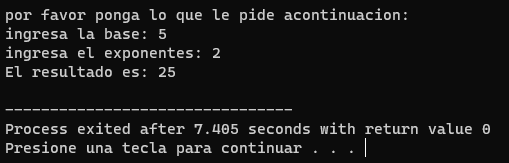 por favor ponga lo que le pide acontinuacion:
ingresa la base: 5
ingresa el exponentes: 2
El resultado es: 25
--------------------------------
Process exited after 7.405 seconds with return value 0
Presione una tecla para continuar . . .